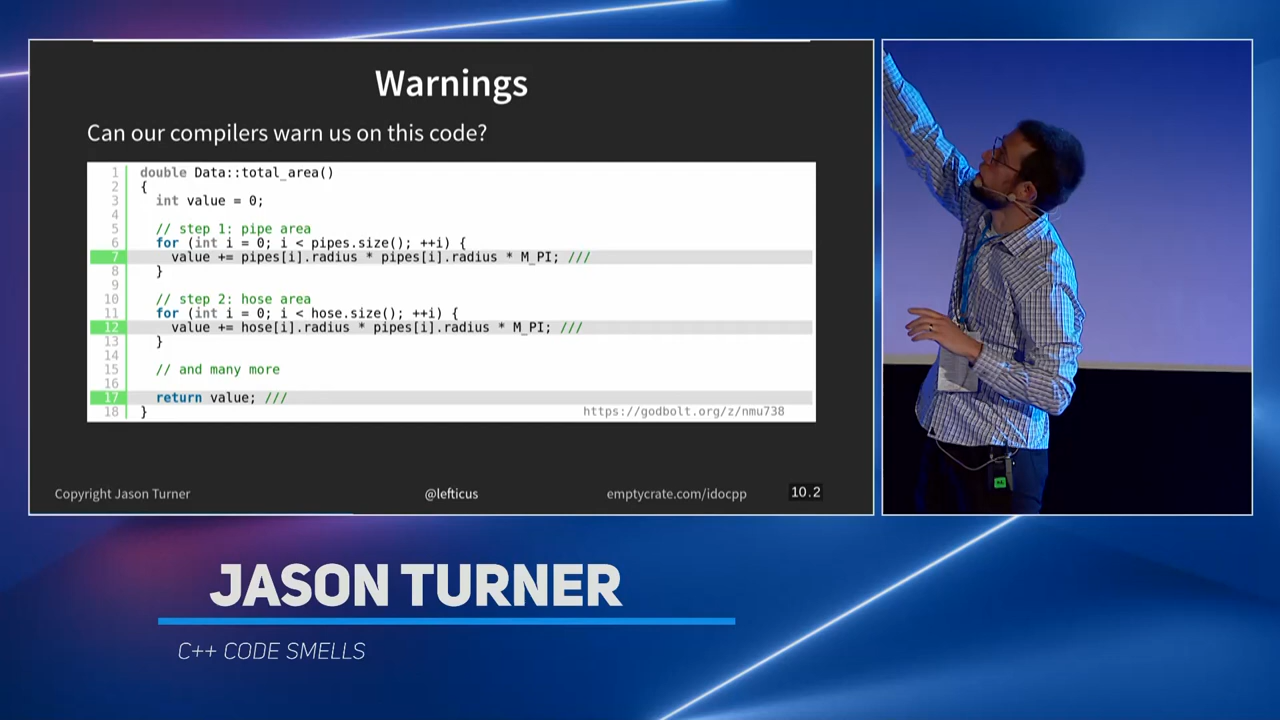 Warnings
Can our compilers warn us on this code?
1 double Data::total_area()
2 {
3 int value = 0;
4
5 // step 1: pipe area
6 for (int i = 0; i < pipes.size(); ++i) {
7 value += pipes[i].radius * pipes[i].radius * M_PI; ///
8 }
9
10 // step 2: hose area
11 for (int i = 0; i < hose.size(); ++i) {
12 value += hose[i].radius * pipes[i].radius * M_PI; ///
13 }
14
15 // and many more
16
17 return value; ///
18 }
https://godbolt.org/z/nmu738
Copyright Jason Turner
@lefticus
emptycrate.com/idocpp
10.2
JASON TURNER
C++ CODE SMELLS